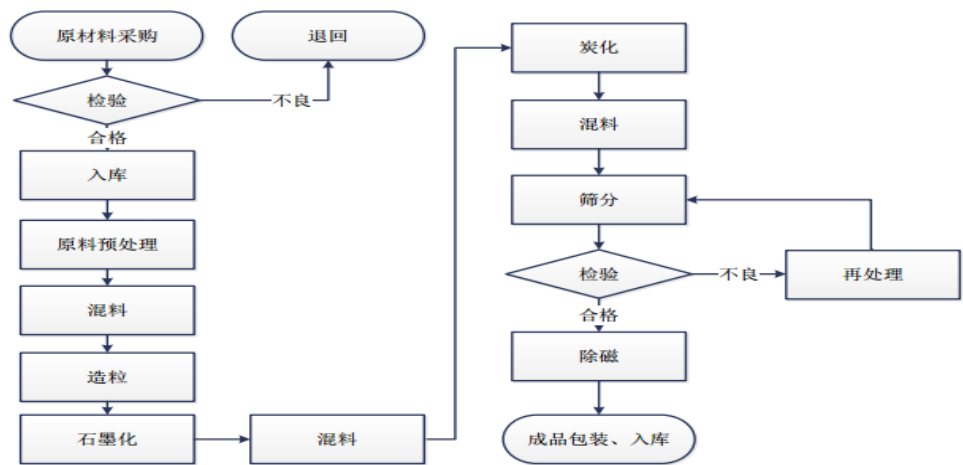 原材料采购
退回
检验
不良
合格
入库
原料预处理
混料
造粒
石墨化
混料
炭化
混料
筛分
检验
不良
再处理
合格
除磁
成品包装、入库